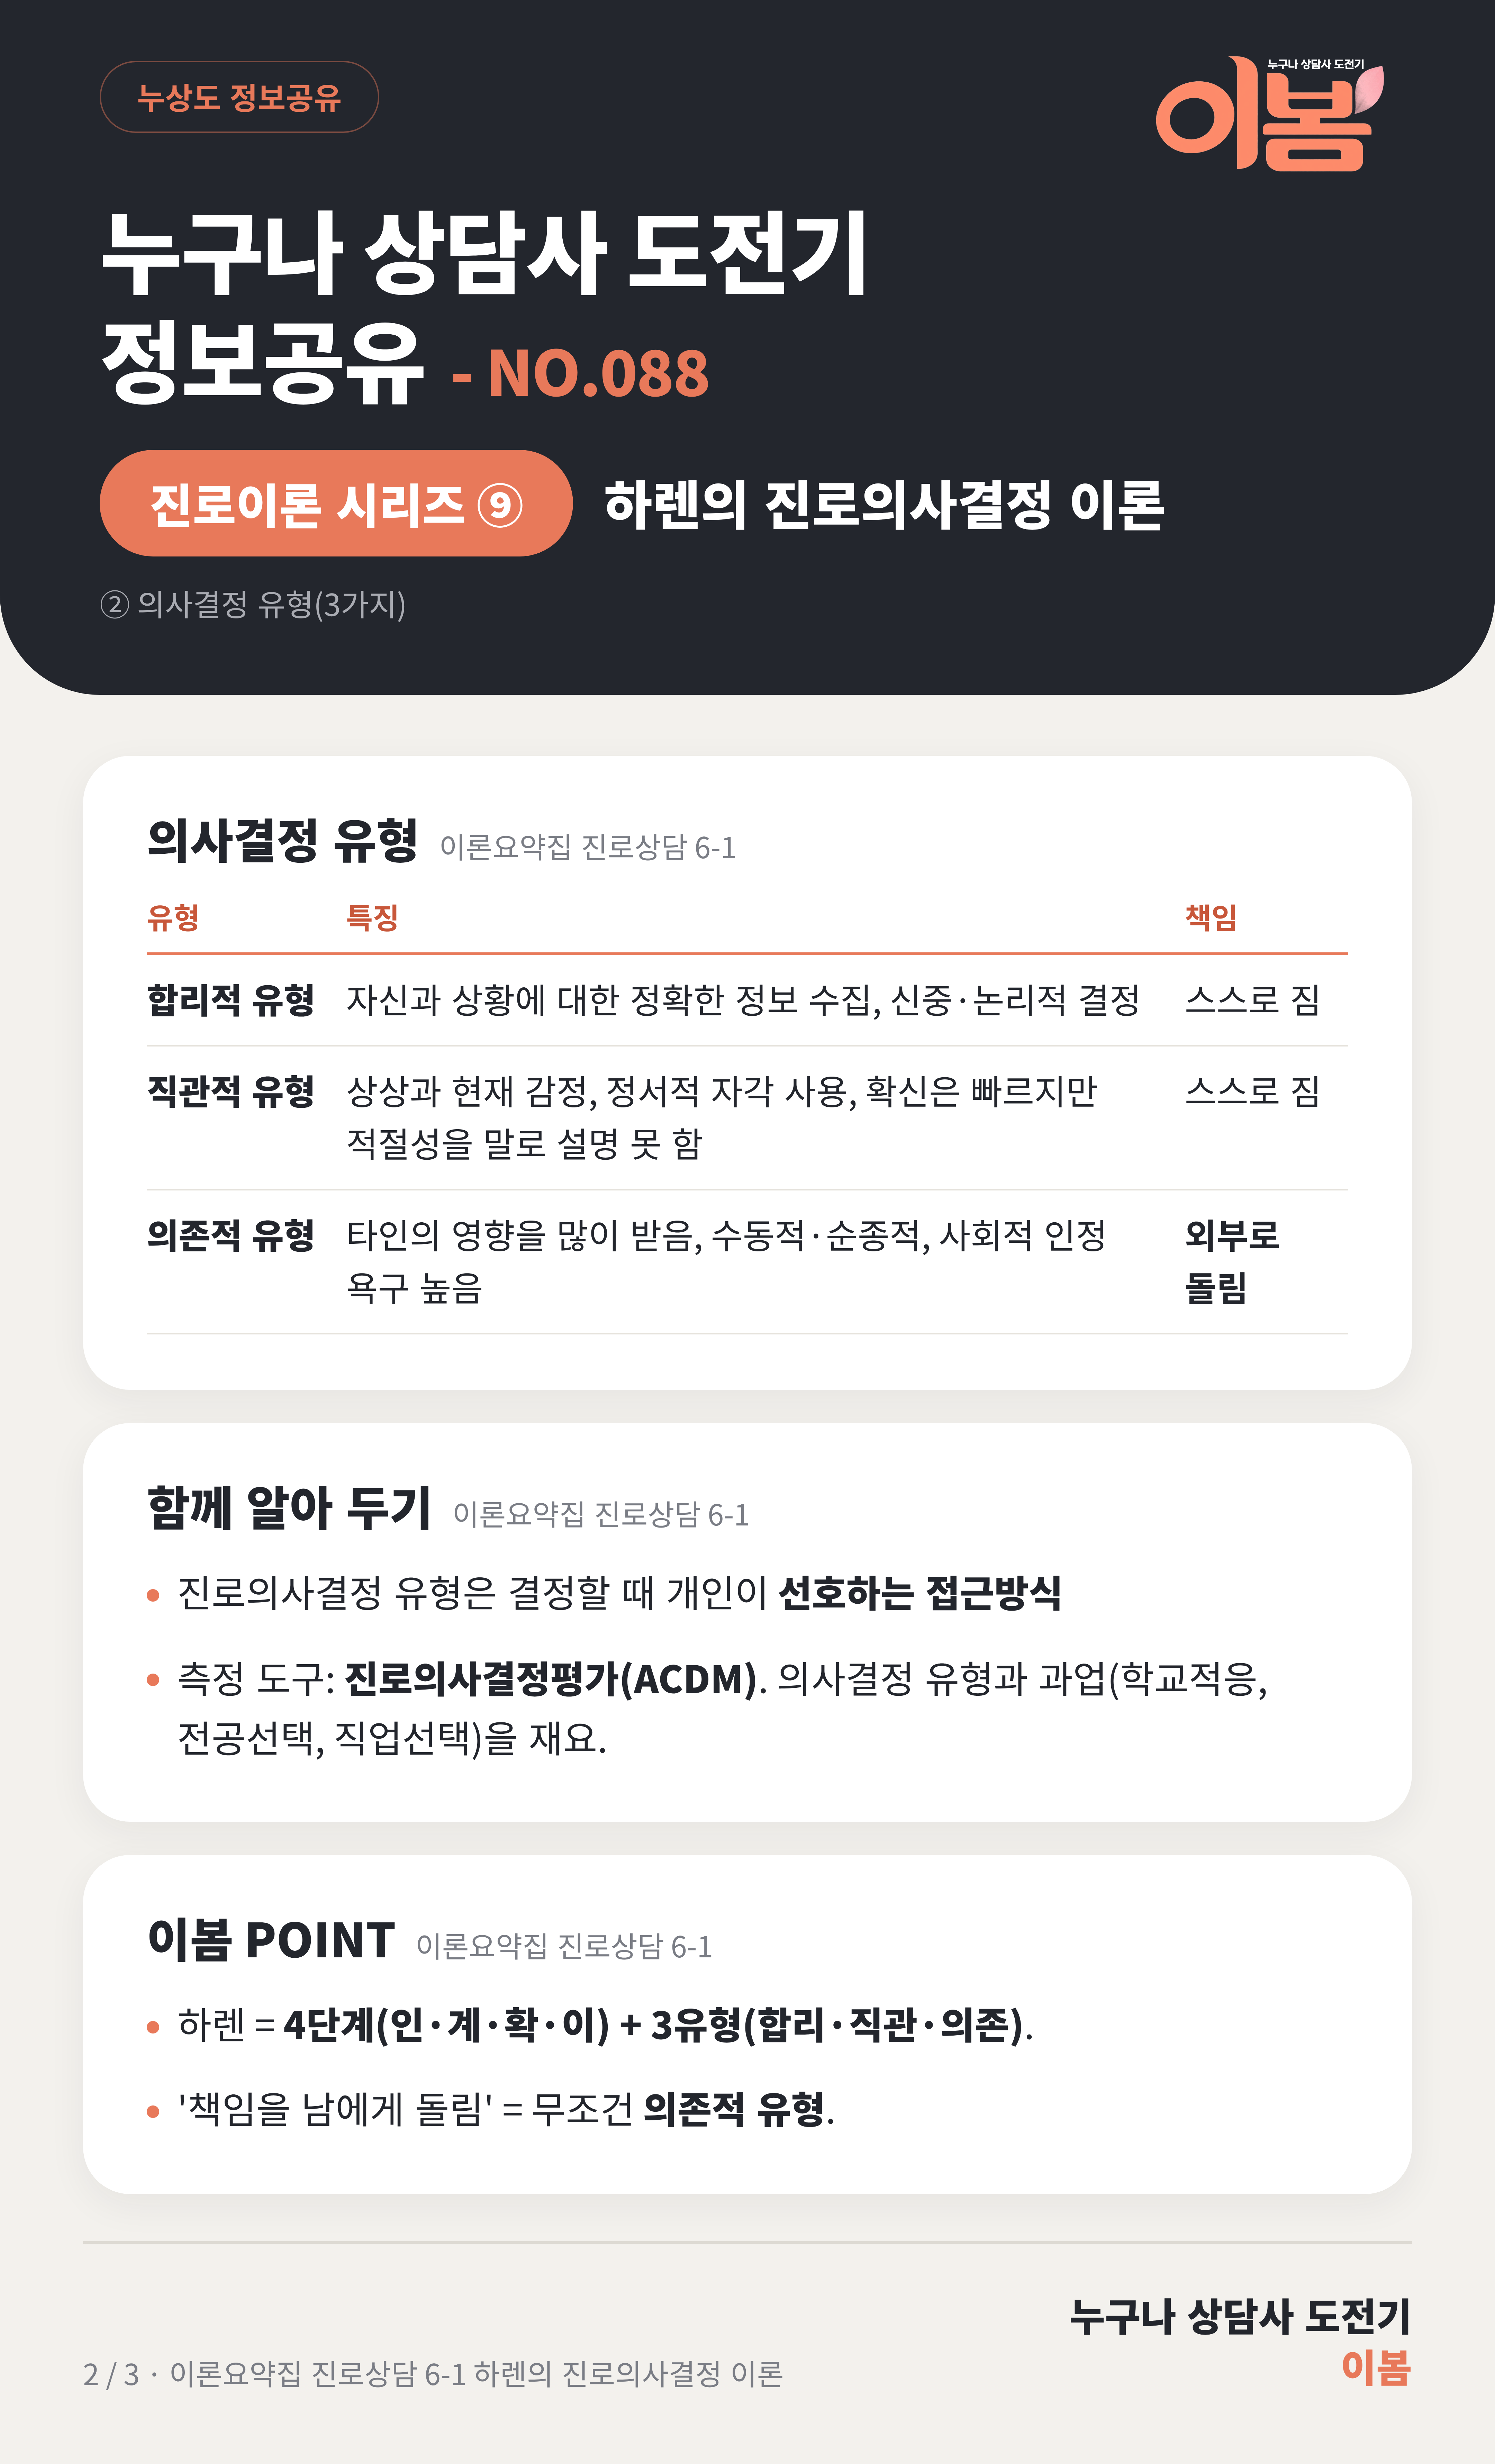 누상도 정보공유
누구나 상담사 도전기
이봄
누구나 상담사 도전기
정보공유 - NO.088
진로이론 시리즈 ⑨ 하렌의 진로의사결정 이론
② 의사결정 유형(3가지)
의사결정 유형 이론요약집 진로상담 6-1
유형 특징 책임
합리적 유형 자신과 상황에 대한 정확한 정보 수집, 신중·논리적 결정 스스로 짐
직관적 유형 상상과 현재 감정, 정서적 자각 사용, 확신은 빠르지만 스스로 짐
적절성을 말로 설명 못 함
의존적 유형 타인의 영향을 많이 받음, 수동적·순종적, 사회적 인정 외부로
욕구 높음 돌림
함께 알아 두기 이론요약집 진로상담 6-1
• 진로의사결정 유형은 결정할 때 개인이 선호하는 접근방식
• 측정 도구: 진로의사결정평가(ACDM). 의사결정 유형과 과업(학교적응,
전공선택, 직업선택)을 재요.
이봄 POINT 이론요약집 진로상담 6-1
• 하렌 = 4단계(인·계·확·이) + 3유형(합리·직관·의존).
• '책임을 남에게 돌림' = 무조건 의존적 유형.
누구나 상담사 도전기
2 / 3 · 이론요약집 진로상담 6-1 하렌의 진로의사결정 이론 이봄